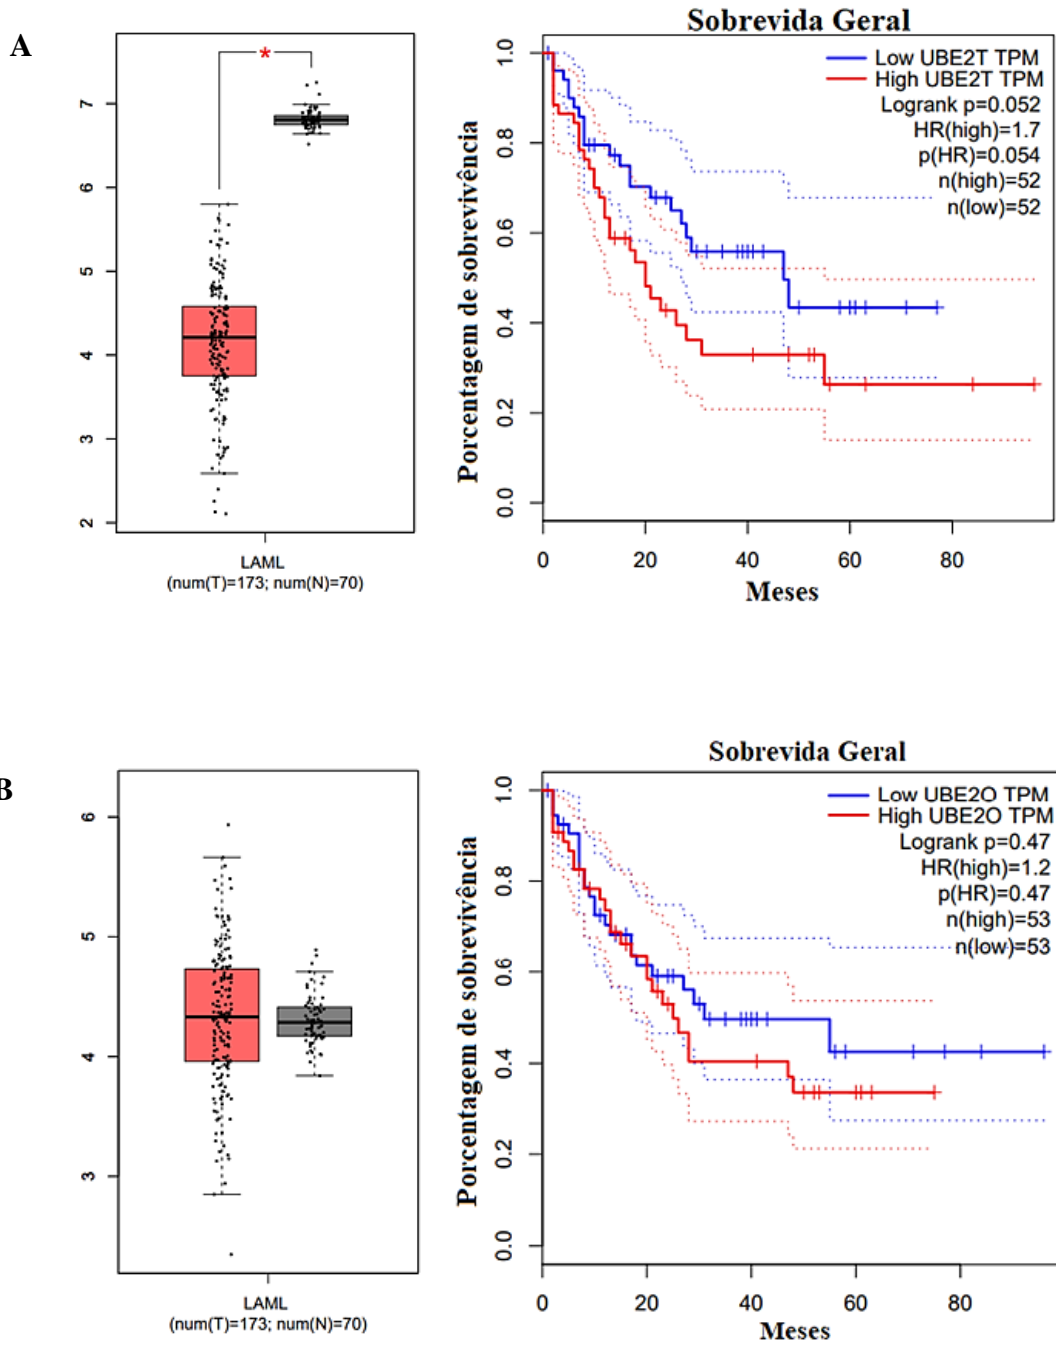 A
*
7
6
5
4
3
2
LAML
(num(T)=173; num(N)=70)
Sobrevida Geral
Low UBE2T TPM
High UBE2T TPM
Logrank p=0.052
HR(high)=1.7
p(HR)=0.054
n(high)=52
n(low)=52
Porcentagem de sobrevivência
1.0
0.8
0.6
0.4
0.2
0.0
0 20 40 60 80
Meses
B
6
5
4
3
LAML
(num(T)=173; num(N)=70)
Sobrevida Geral
Low UBE2O TPM
High UBE2O TPM
Logrank p=0.47
HR(high)=1.2
p(HR)=0.47
n(high)=53
n(low)=53
Porcentagem de sobrevivência
1.0
0.8
0.6
0.4
0.2
0.0
0 20 40 60 80
Meses